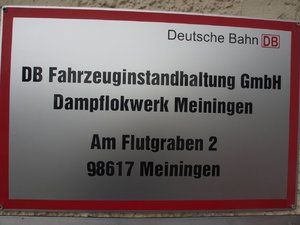 Deutsche Bahn DB
DB Fahrzeuginstandhaltung GmbH
Dampflokwerk Meiningen
Am Flutgraben 2
98617 Meiningen